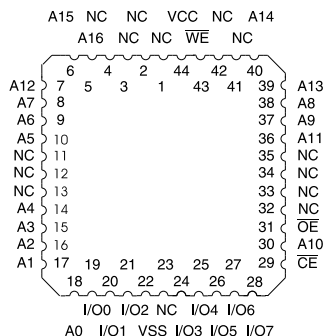 A15 NC NC VCC NC A14
A16 NC NC WE NC
6 4 2 44 42 40
5 3 1 43 41
A12 7 39 A13
A7 8 38 A8
A6 9 37 A9
A5 10 36 A11
NC 11 35 NC
NC 12 34 NC
NC 13 33 NC
A4 14 32 NC
A3 15 31 OE
A2 16 30 A10
A1 17 29 CE
19 21 23 25 27
18 20 22 24 26 28
I/O0 I/O2 NC I/O4 I/O6
A0 I/O1 VSS I/O3 I/O5 I/O7